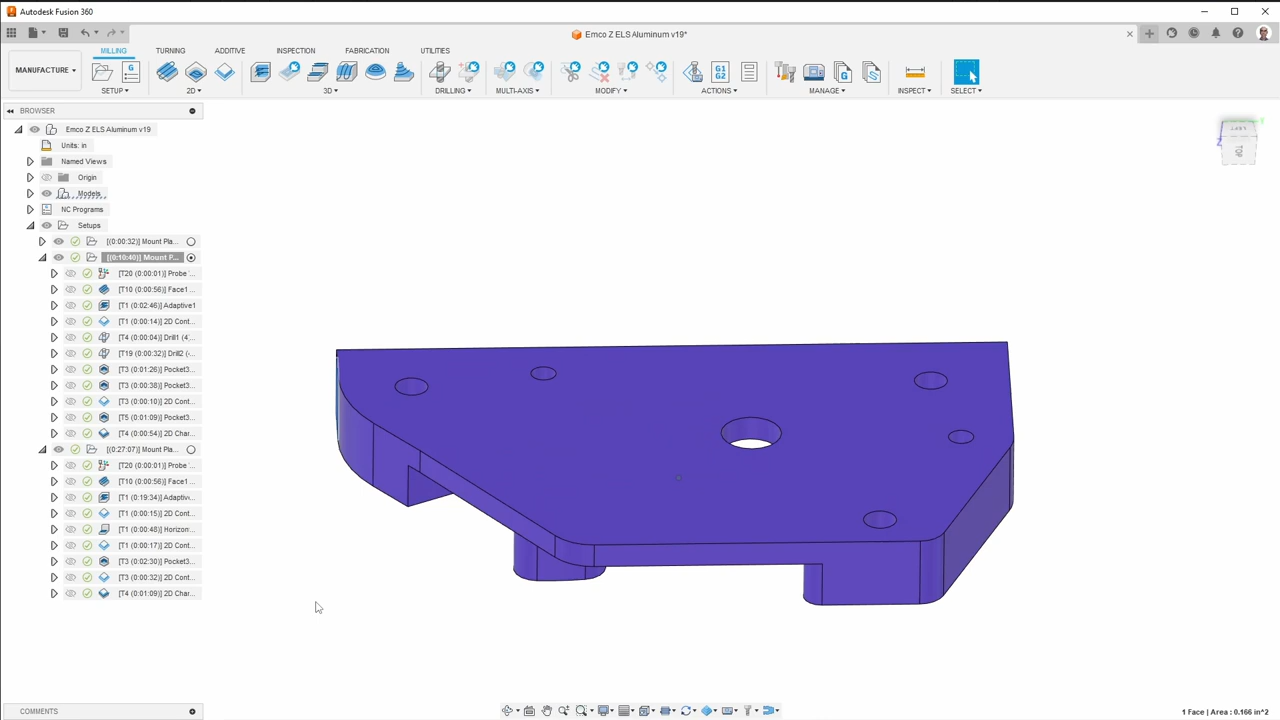 Autodesk Fusion 360
Emco Z ELS Aluminum v19*
MILLING TURNING ADDITIVE INSPECTION FABRICATION UTILITIES
MANUFACTURE
G1 G2
SETUP 2D 3D DRILLING MULTI-AXIS MODIFY ACTIONS MANAGE INSPECT SELECT
BROWSER
Emco Z ELS Aluminum v19
Units: in
Named Views
Origin
Models
NC Programs
Setups
[(0:00:32)] Mount Pla...
[(0:10:40)] Mount P...
[T20 (0:00:01)] Probe ...
[T10 (0:00:56)] Face1 ...
[T1 (0:02:46)] Adaptive1
[T1 (0:00:14)] 2D Cont...
[T4 (0:00:04)] Drill1 (4)...
[T19 (0:00:32)] Drill2 (...
[T3 (0:01:26)] Pocket3...
[T3 (0:00:38)] Pocket3...
[T3 (0:00:10)] 2D Cont...
[T5 (0:01:09)] Pocket3...
[T4 (0:00:54)] 2D Cham...
[(0:27:07)] Mount Pla...
[T20 (0:00:01)] Probe ...
[T10 (0:00:56)] Face1 ...
[T1 (0:19:34)] Adaptiv...
[T1 (0:00:15)] 2D Cont...
[T1 (0:00:48)] Horizon...
[T1 (0:00:17)] 2D Cont...
[T3 (0:02:30)] Pocket3...
[T3 (0:00:32)] 2D Cont...
[T4 (0:01:09)] 2D Char...
LEFT
Z
TOP
COMMENTS
1 Face | Area : 0.166 in^2